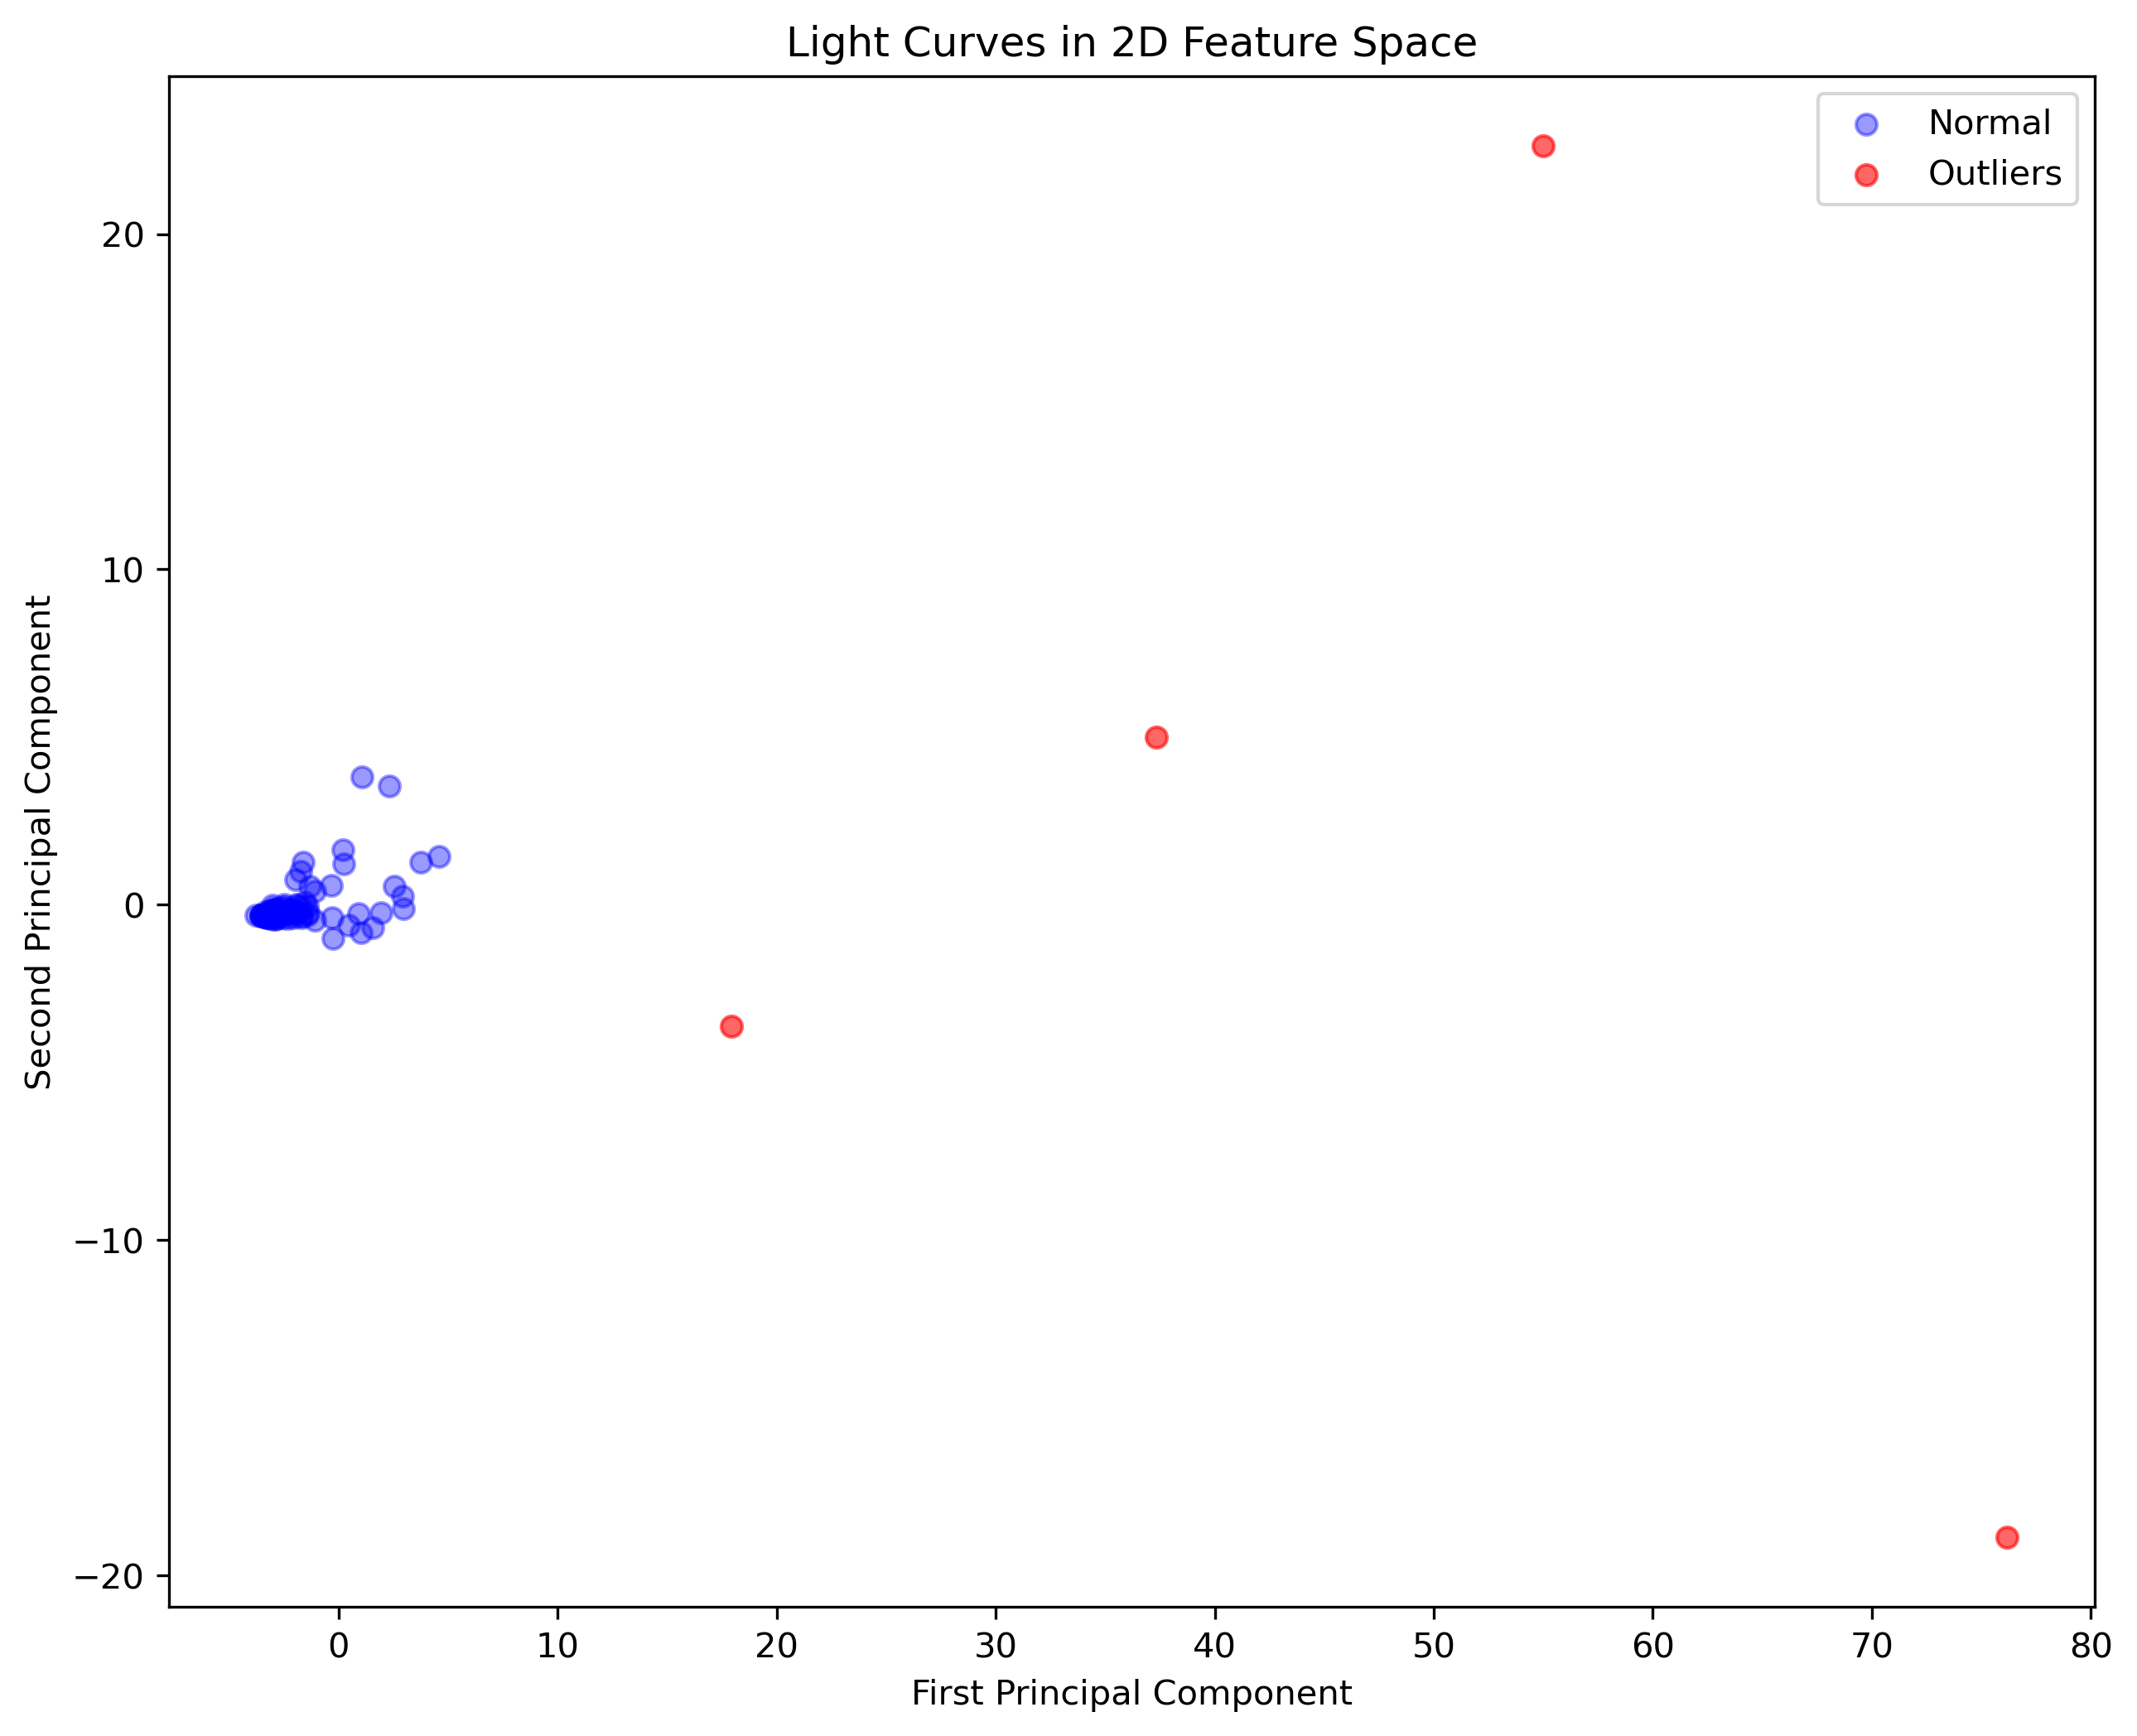 Light Curves in 2D Feature Space
Normal
Outliers
Second Principal Component
20
10
0
−10
−20
0
10
20
30
40
50
60
70
80
First Principal Component